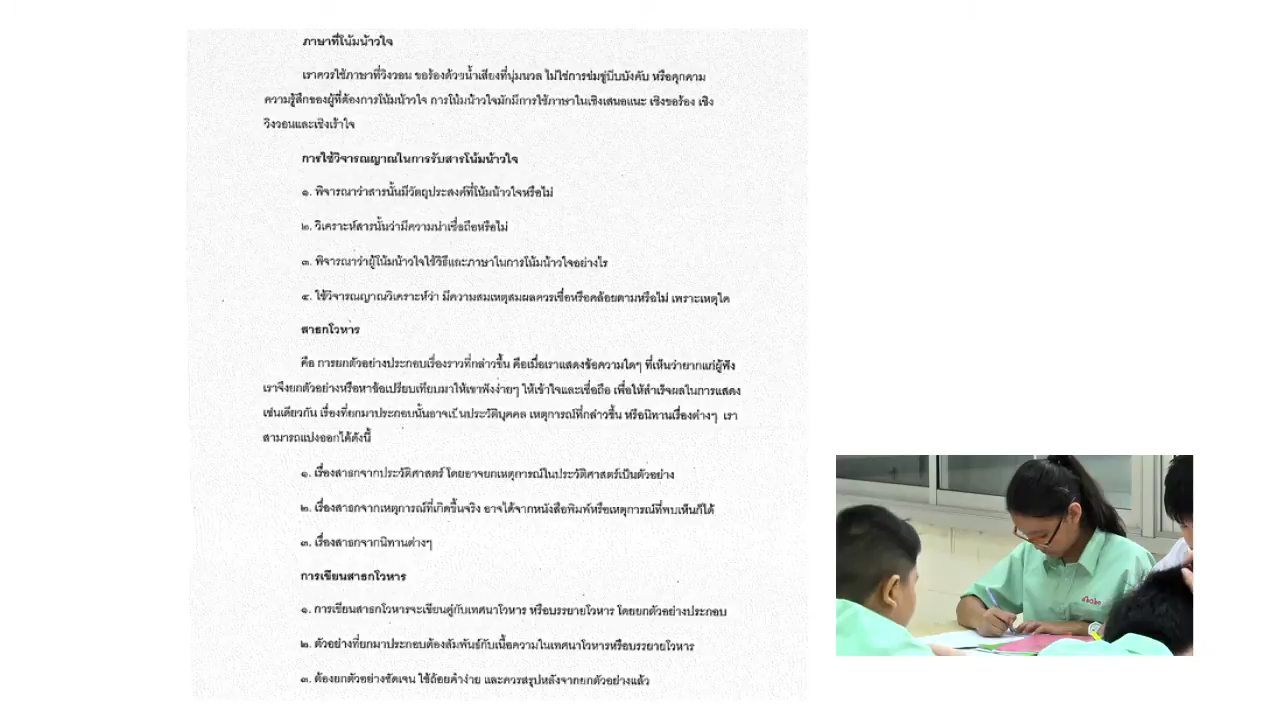 ภาษาที่โน้มน้าวใจ
เราควรใช้ภาษาที่วิงวอน ขอร้องด้วยน้ำเสียงที่นุ่มนวล ไม่ใช่การข่มขู่บีบบังคับ หรือคุกคาม
ความรู้สึกของผู้ที่ต้องการโน้มน้าวใจ การโน้มน้าวใจมักมีการใช้ภาษาในเชิงเสนอแนะ เชิงขอร้อง เชิง
วิงวอนและเชิงเร้าใจ
การใช้วิจารณญาณในการรับสารโน้มน้าวใจ
๑. พิจารณาว่าสารนั้นมีวัตถุประสงค์ที่โน้มน้าวใจหรือไม่
๒. วิเคราะห์สารนั้นว่ามีความน่าเชื่อถือหรือไม่
๓. พิจารณาว่าผู้โน้มน้าวใจใช้วิธีและภาษาในการโน้มน้าวใจอย่างไร
๔. ใช้วิจารณญาณวิเคราะห์ว่า มีความสมเหตุสมผลควรเชื่อหรือคล้อยตามหรือไม่ เพราะเหตุใด
สาธกโวหาร
คือ การยกตัวอย่างประกอบเรื่องราวที่กล่าวขึ้น คือเมื่อเราแสดงข้อความใดๆ ที่เห็นว่ายากแก่ผู้ฟัง
เราจึงยกตัวอย่างหรือหาข้อเปรียบเทียบมาให้เขาฟังง่ายๆ ให้เข้าใจและเชื่อถือ เพื่อให้สำเร็จผลในการแสดง
เช่นเดียวกัน เรื่องที่ยกมาประกอบนั้นอาจเป็นประวัติบุคคล เหตุการณ์ที่กล่าวขึ้น หรือนิทานเรื่องต่างๆ เรา
สามารถแบ่งออกได้ดังนี้
๑. เรื่องสาธกจากประวัติศาสตร์ โดยอาจยกเหตุการณ์ในประวัติศาสตร์เป็นตัวอย่าง
๒. เรื่องสาธกจากเหตุการณ์ที่เกิดขึ้นจริง อาจได้จากหนังสือพิมพ์หรือเหตุการณ์ที่พบเห็นก็ได้
๓. เรื่องสาธกจากนิทานต่างๆ
การเขียนสาธกโวหาร
๑. การเขียนสาธกโวหารจะเขียนคู่กับเทศนาโวหาร หรือบรรยายโวหาร โดยยกตัวอย่างประกอบ
๒. ตัวอย่างที่ยกมาประกอบต้องสัมพันธ์กับเนื้อความในเทศนาโวหารหรือบรรยายโวหาร
๓. ต้องยกตัวอย่างชัดเจน ใช้ถ้อยคำง่าย และควรสรุปหลังจากยกตัวอย่างแล้ว